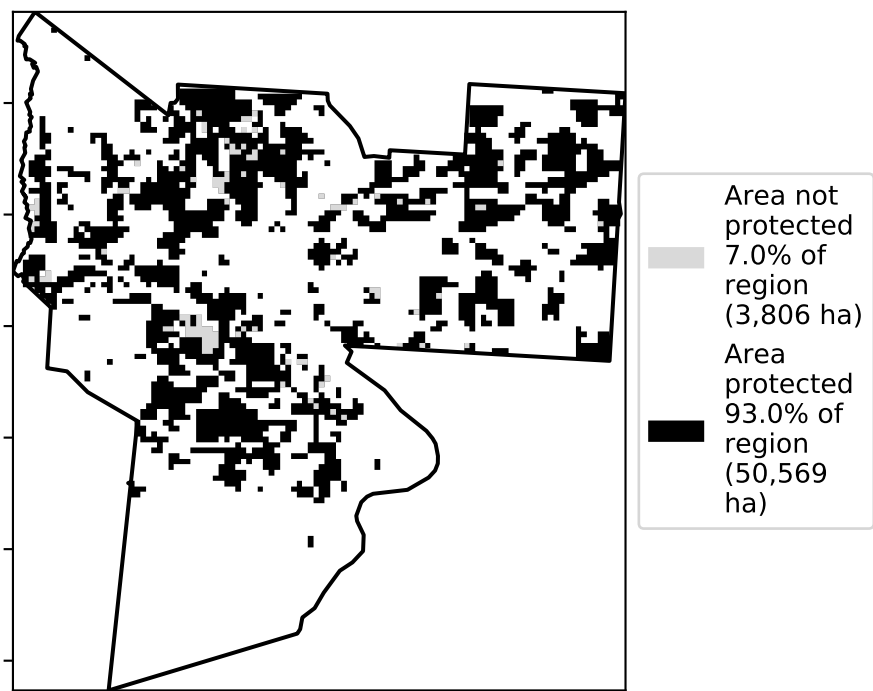 Area not
protected
7.0% of
region
(3,806 ha)
Area
protected
93.0% of
region
(50,569
ha)